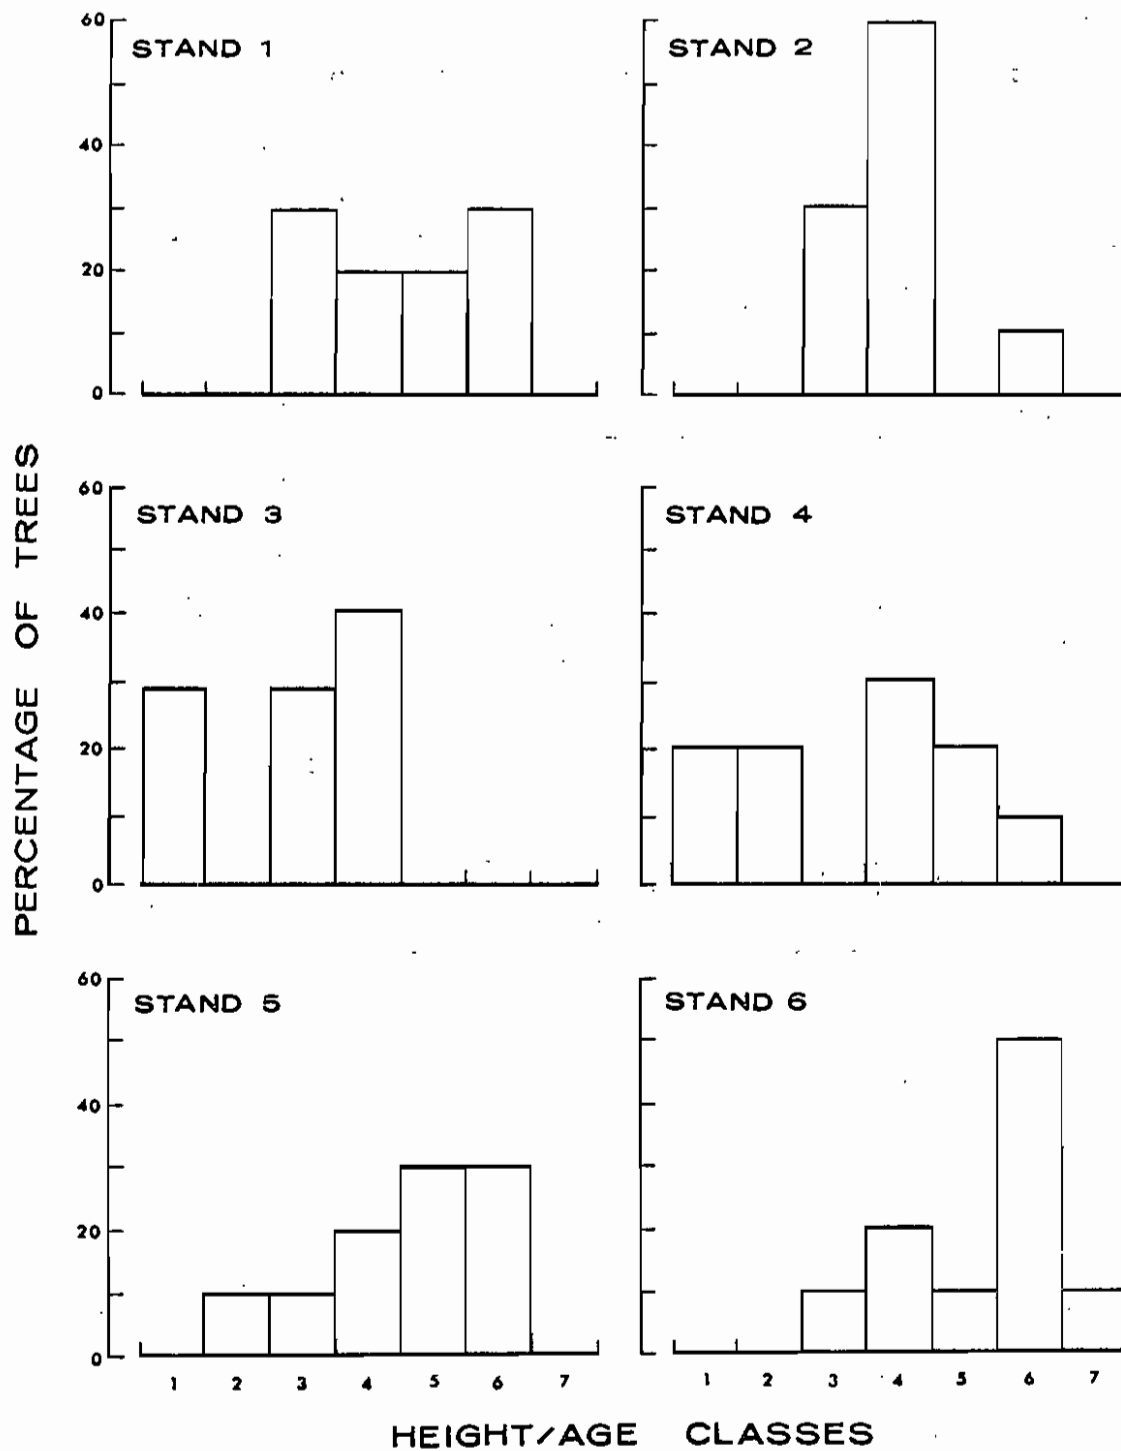 60
STAND 1
STAND 2
40
20
0
PERCENTAGE OF TREES
60
STAND 3
STAND 4
40
20
0
60
STAND 5
STAND 6
40
20
0
1 2 3 4 5 6 7
1 2 3 4 5 6 7
HEIGHT/AGE CLASSES